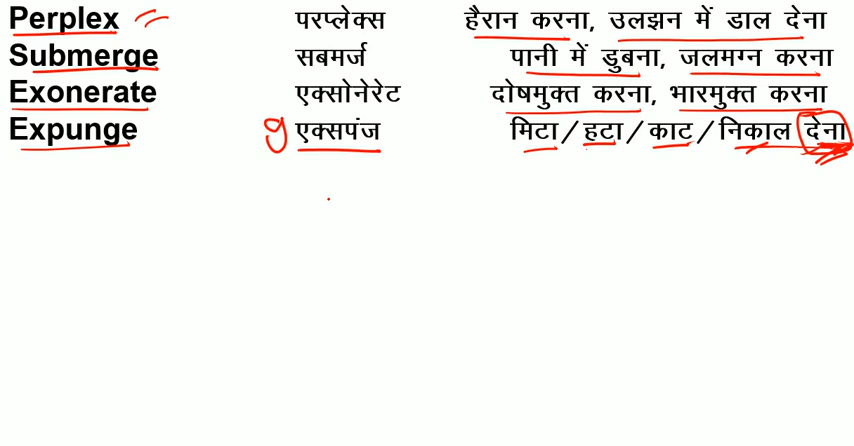 Perplex परप्लेक्स हैरान करना, उलझन में डाल देना
Submerge सबमर्ज पानी में डुबना, जलमग्न करना
Exonerate एक्सोनेरेट दोषमुक्त करना, भारमुक्त करना
Expunge g एक्सपंज मिटा/हटा/काट/निकाल देना